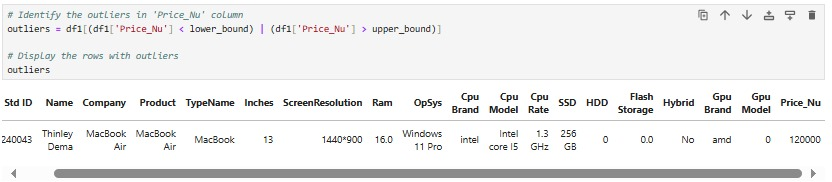 # Identify the outliers in 'Price_Nu' column
outliers = df1[(df1['Price_Nu'] < lower_bound) | (df1['Price_Nu'] > upper_bound)]
# Display the rows with outliers
outliers
Std ID Name Company Product TypeName Inches ScreenResolution Ram OpSys Cpu Brand Cpu Model Cpu Rate SSD HDD Flash Storage Hybrid Gpu Brand Gpu Model Price_Nu
240043 Thinley Dema MacBook Air MacBook Air MacBook 13 1440*900 16.0 Windows 11 Pro intel Intel core I5 1.3 GHz 256 GB 0 0.0 No amd 0 120000